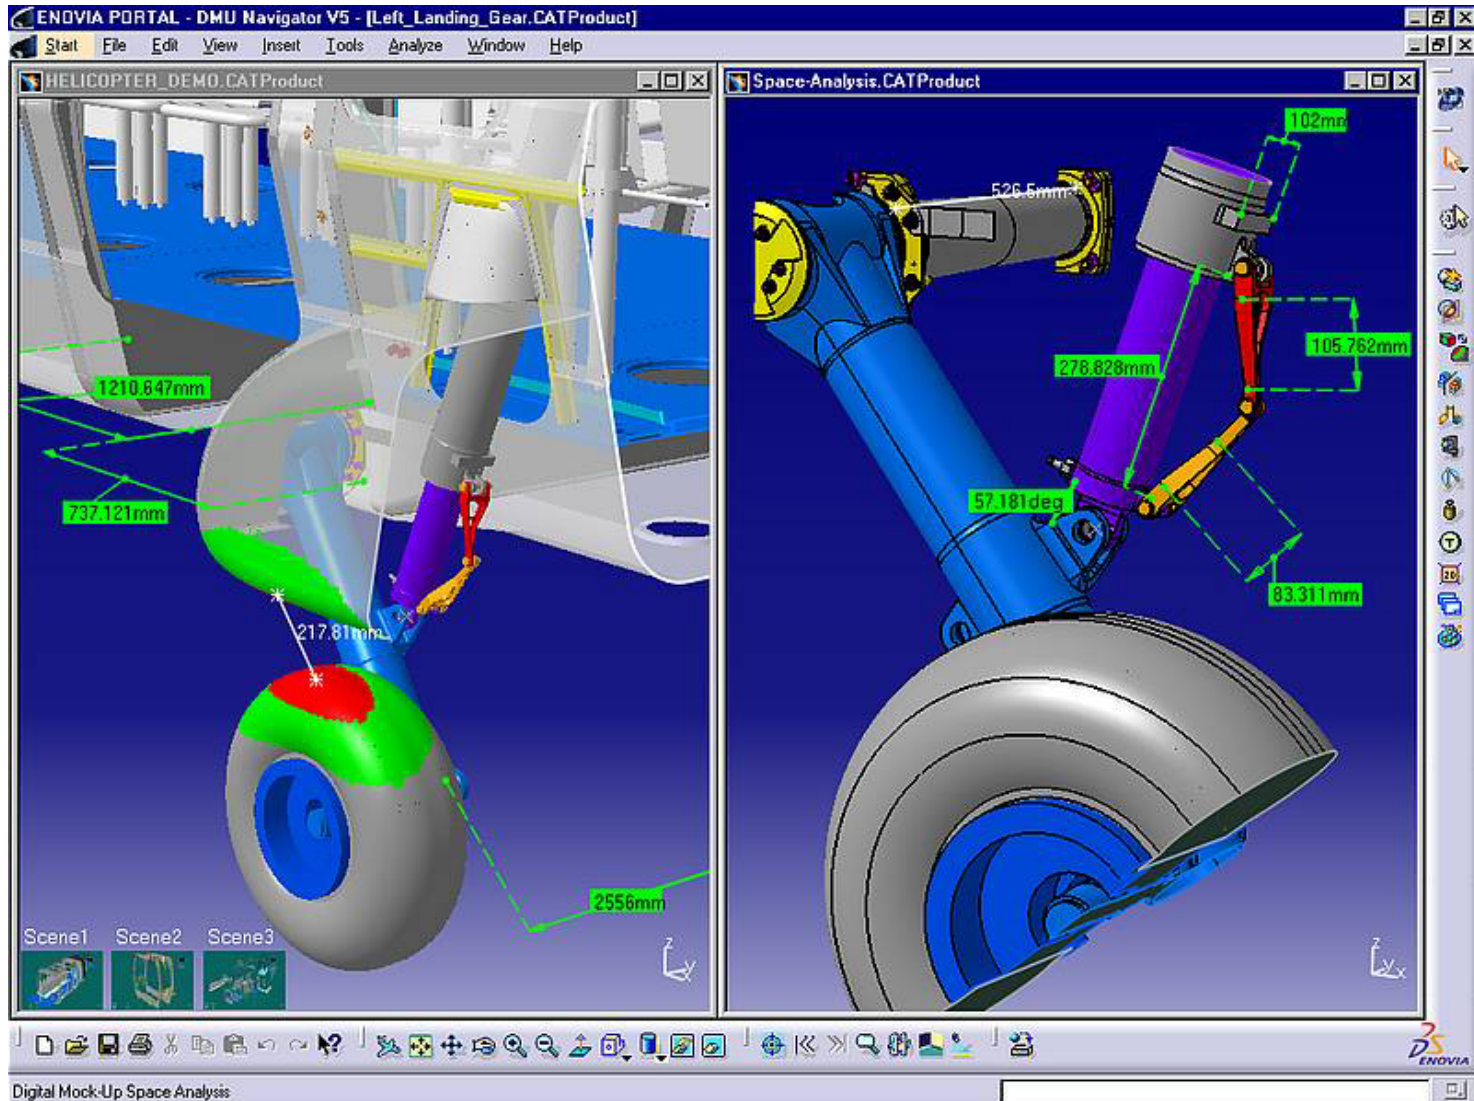 ENOVIA PORTAL - DMU Navigator V5 - [Left_Landing_Gear.CATProduct]
Start File Edit View Insert Tools Analyze Window Help
HELICOPTER_DEMO.CATProduct
1210.647mm
737.121mm
217.81mm
2556mm
Scene1 Scene2 Scene3
z
y
Space-Analysis.CATProduct
102mm
526.5mm
105.762mm
278.828mm
57.181deg
83.311mm
z
y x
Digital Mock-Up Space Analysis
ENOVIA